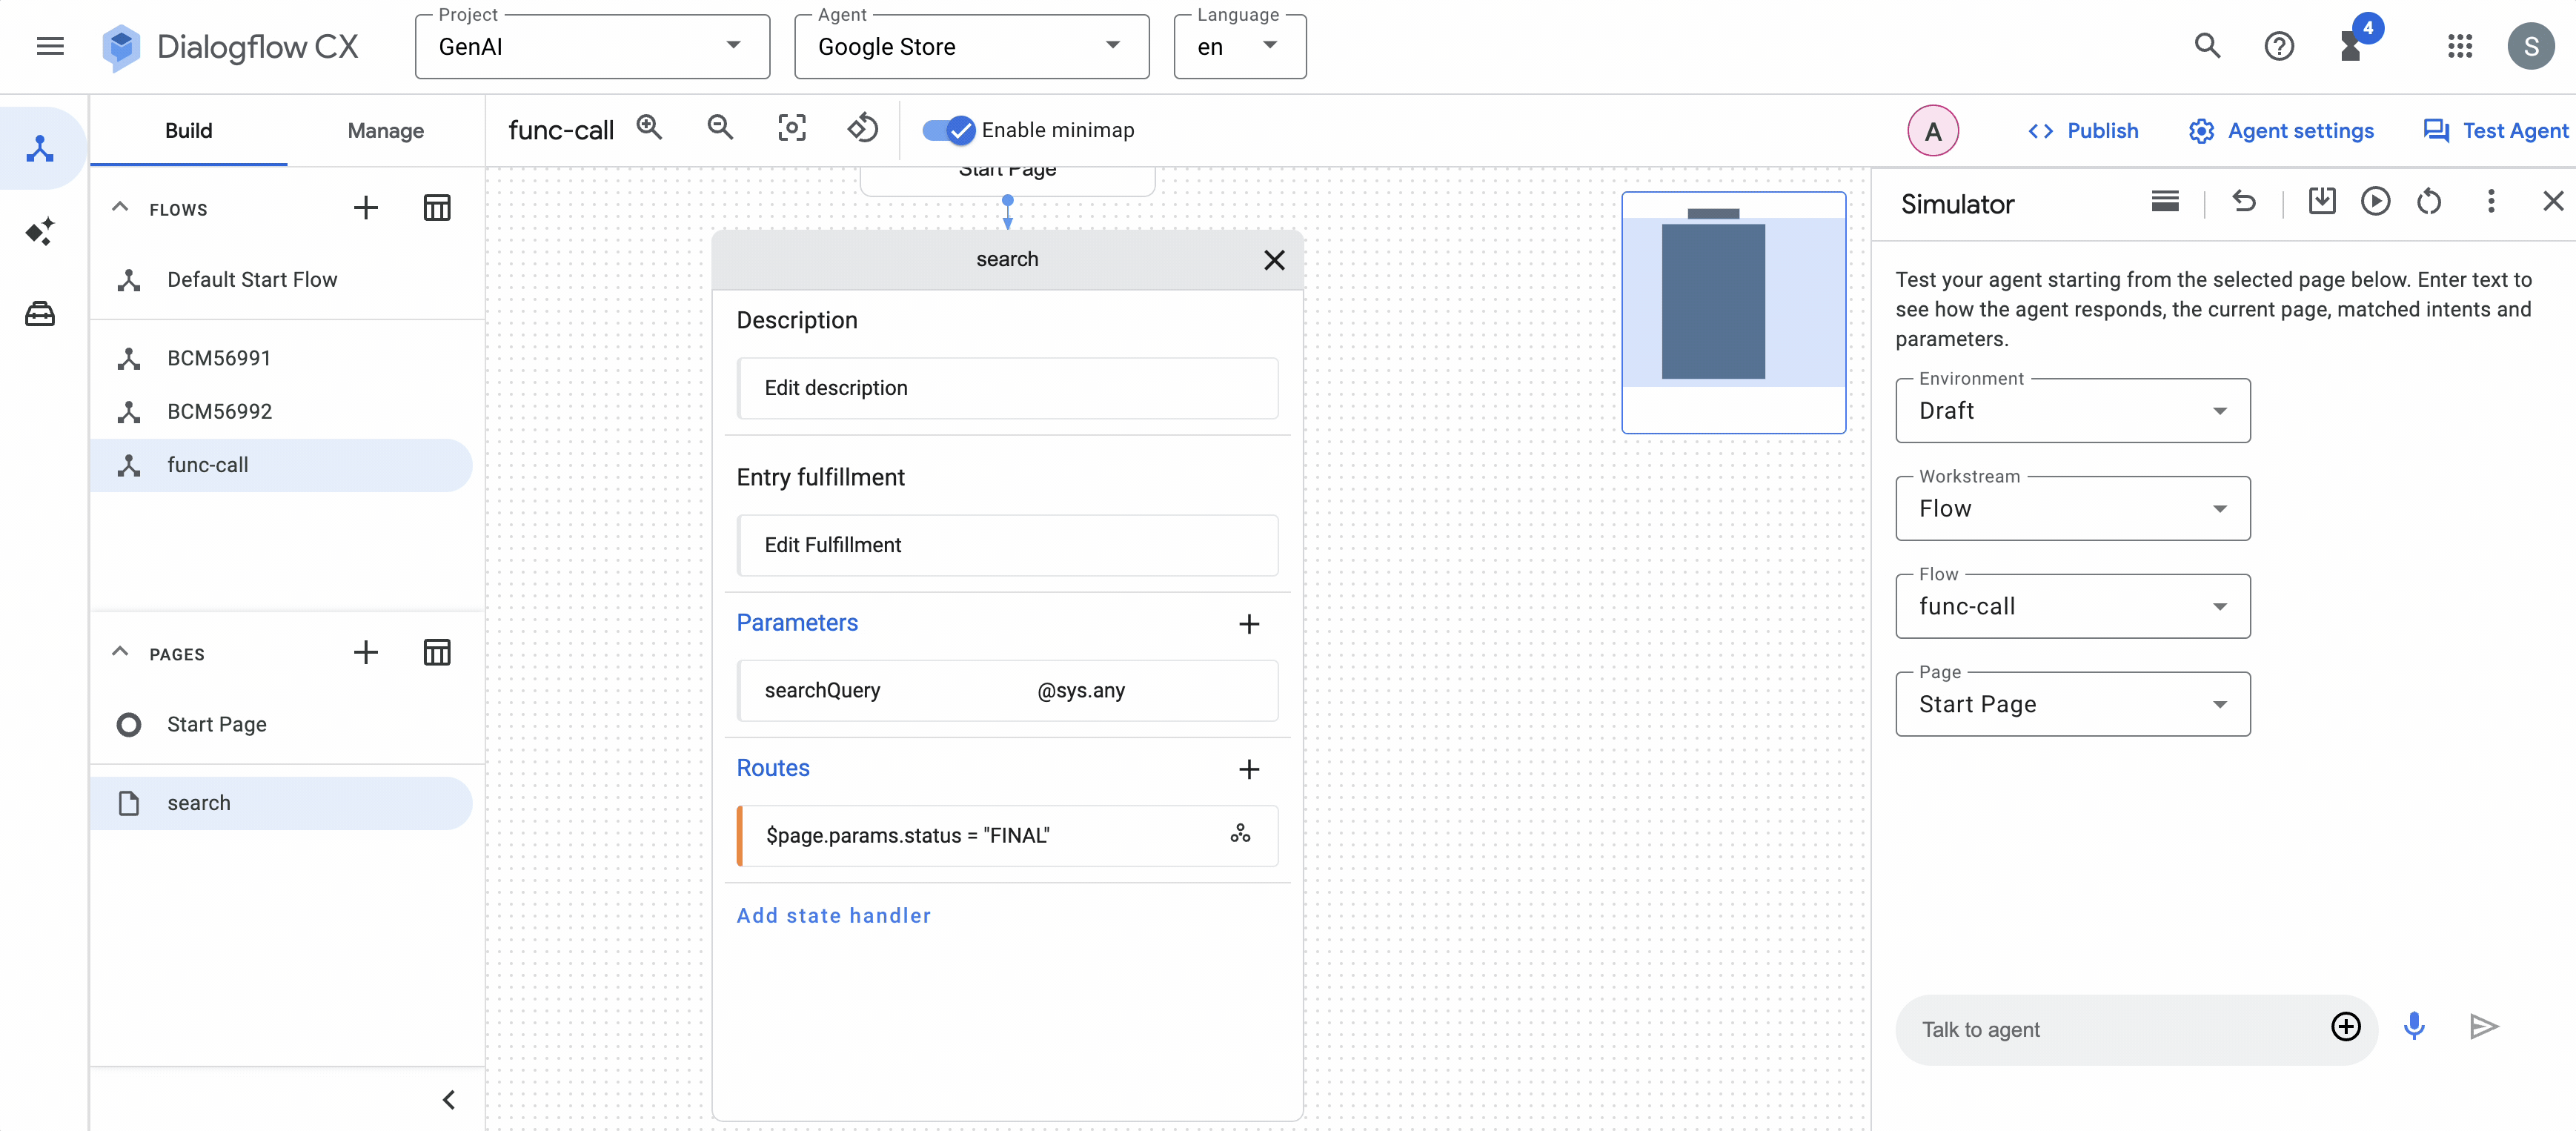 Dialogflow CX
Project
GenAI
Agent
Google Store
Language
en
4
S
Build
Manage
func-call
Enable minimap
A
Publish
Agent settings
Test Agent
FLOWS
Default Start Flow
BCM56991
BCM56992
func-call
PAGES
Start Page
search
Start Page
search
Description
Edit description
Entry fulfillment
Edit Fulfillment
Parameters
searchQuery @sys.any
Routes
$page.params.status = "FINAL"
Add state handler
Simulator
Test your agent starting from the selected page below. Enter text to
see how the agent responds, the current page, matched intents and
parameters.
Environment
Draft
Workstream
Flow
Flow
func-call
Page
Start Page
Talk to agent